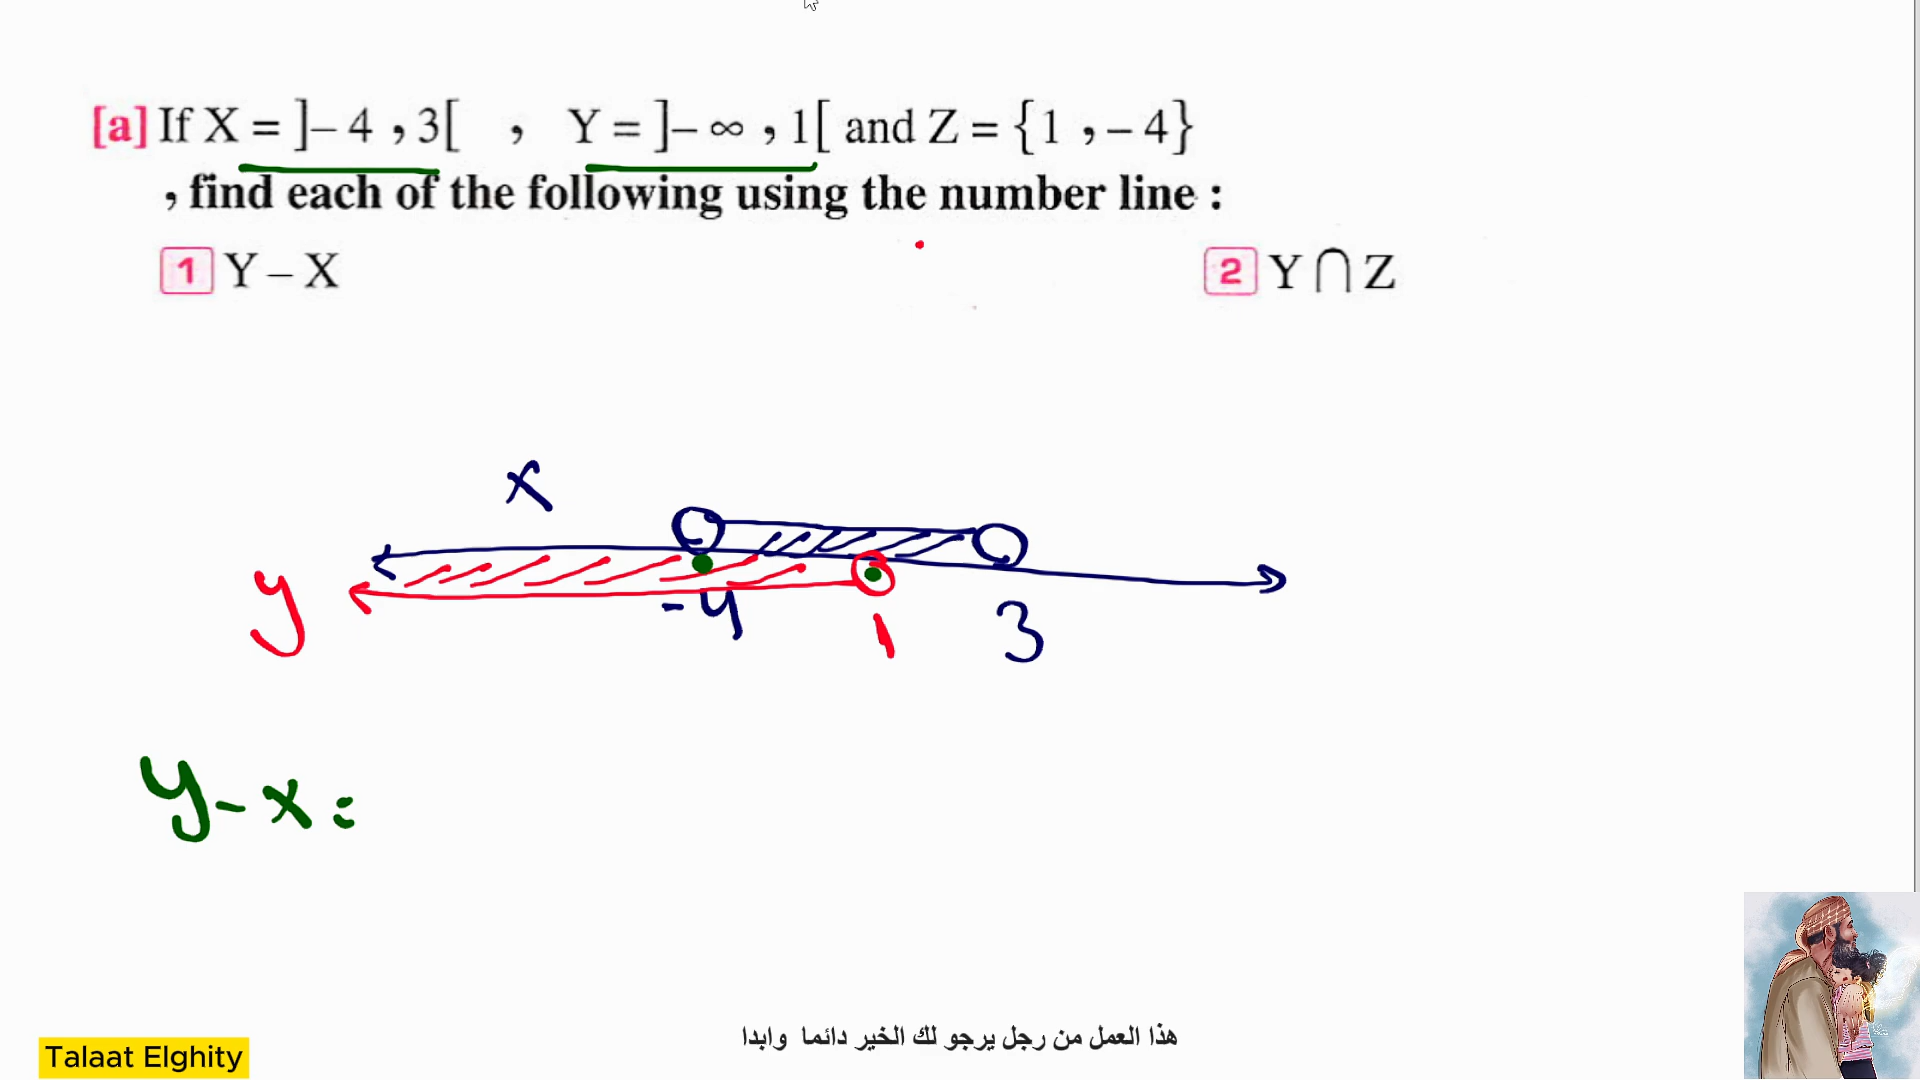 [a] If X = ]– 4 , 3[ , Y = ]– ∞ , 1[ and Z = {1 , – 4}
, find each of the following using the number line :
1 Y – X
2 Y ∩ Z
x
y
-4
1
3
y - x =
هذا العمل من رجل يرجو لك الخير دائما وابدا
Talaat Elghity